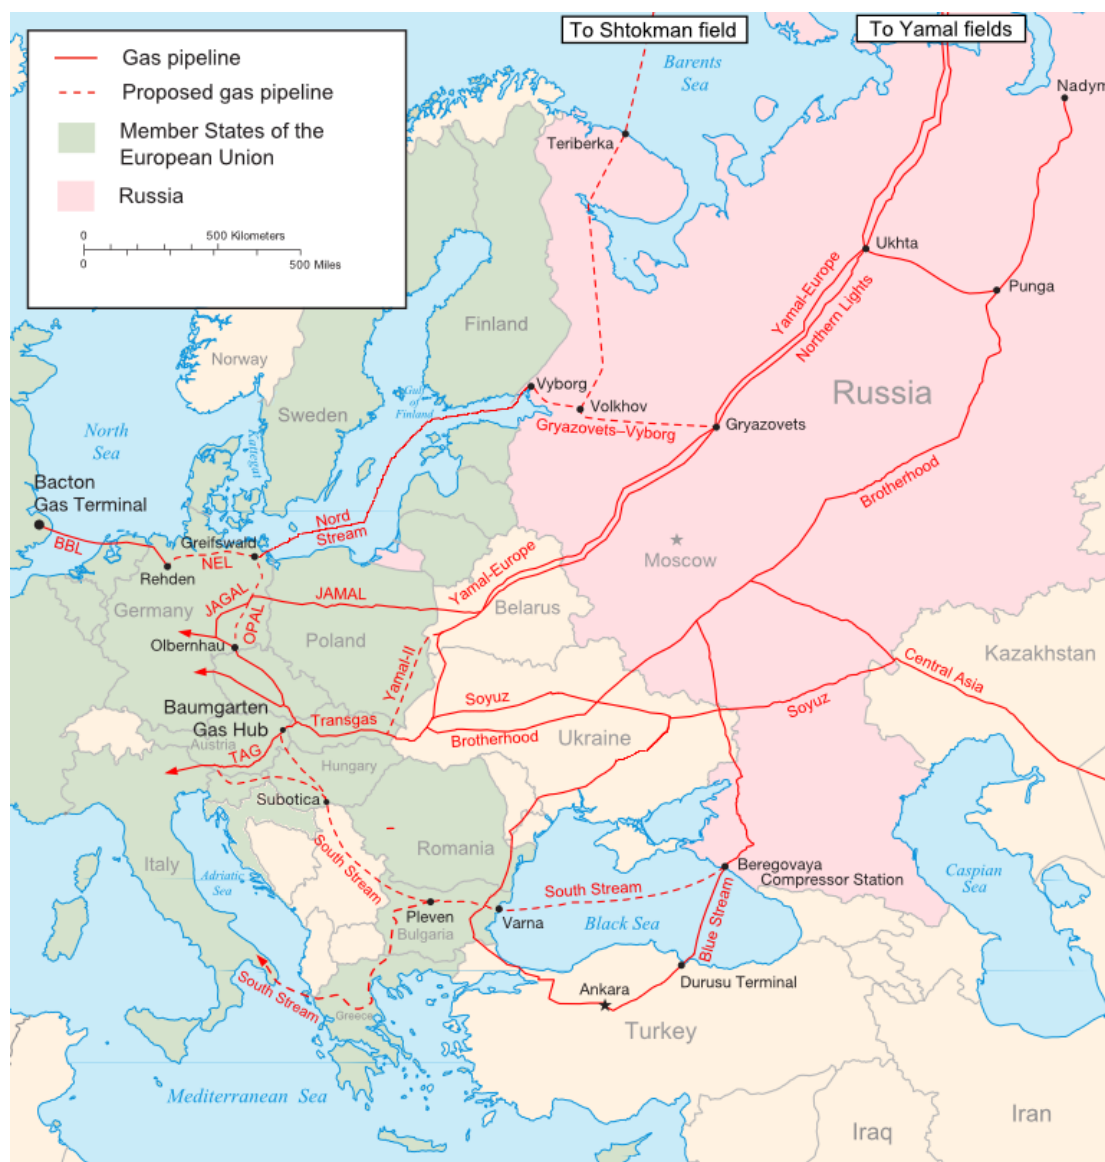 To Shtokman field
To Yamal fields
Gas pipeline
Proposed gas pipeline
Member States of the
European Union
Russia
0
500 Kilometers
0
500 Miles
Barents
Sea
Nadym
Teriberka
Ukhta
Punga
Yamal-Europe
Northern Lights
Finland
Norway
Sweden
Gulf
of
Finland
Kattegat
Vyborg
Volkhov
Gryazovets–Vyborg
Gryazovets
Russia
North
Sea
Bacton
Gas Terminal
BBL
Nord
Stream
Greifswald
NEL
Rehden
Brotherhood
Moscow
Yamal-Europe
Belarus
Germany
JAGAL
JAMAL
OPAL
Poland
Olbernhau
Yamal-II
Kazakhstan
Central Asia
Soyuz
Soyuz
Baumgarten
Gas Hub
Transgas
Brotherhood
Ukraine
Austria
TAG
Hungary
Subotica
Romania
South Stream
Italy
Adriatic
Sea
Beregovaya
Compressor Station
Caspian
Sea
South Stream
Pleven
Varna
Bulgaria
Black Sea
Blue Stream
Durusu Terminal
Ankara
South Stream
Greece
Turkey
Mediterranean Sea
Iraq
Iran